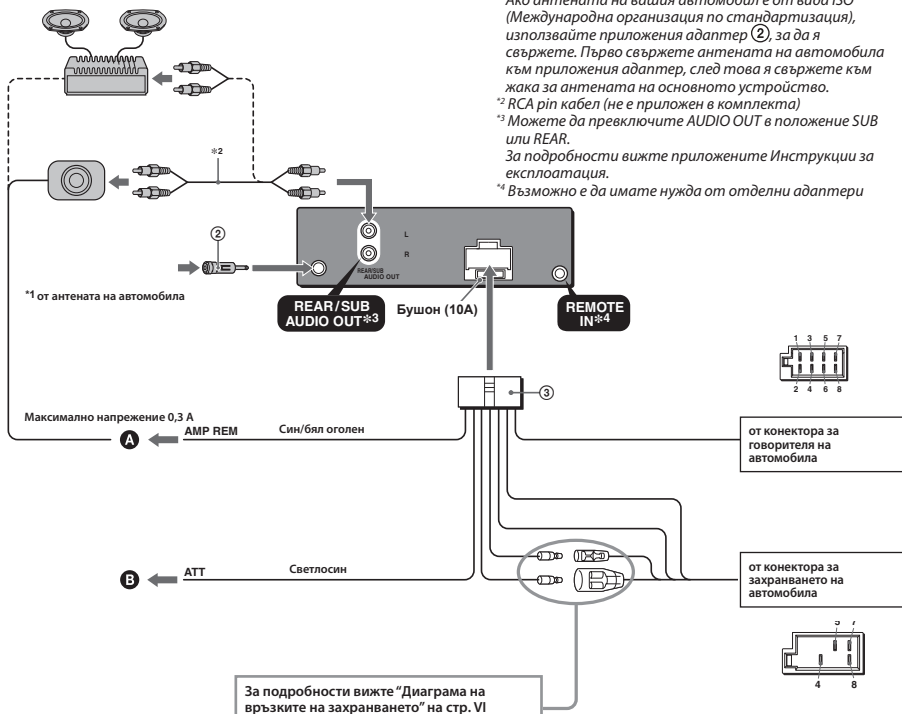 Ако антената на вашия автомобил е от вида ISO
(Международна организация по стандартизация),
използвайте приложения адаптер ②, за да я
свържете. Първо свържете антената на автомобила
към приложения адаптер, след това я свържете към
жака за антената на основното устройство.
*2 RCA pin кабел (не е приложен в комплекта)
*3 Можете да превключите AUDIO OUT в положение SUB
или REAR.
За подробности вижте приложените Инструкции за
експлоатация.
*4 Възможно е да имате нужда от отделни адаптери
*2
②
L
R
REAR/SUB
AUDIO OUT
*1 от антената на автомобила
REAR/SUB
AUDIO OUT*3
Бушон (10А)
REMOTE
IN*4
1 3 5 7
2 4 6 8
③
Максимално напрежение 0,3 А
A AMP REM Син/бял оголен
от конектора за
говорителя на
автомобила
B ATT Светлосин
от конектора за
захранването на
автомобила
5 7
4 8
За подробности вижте “Диаграма на
връзките на захранването” на стр. VI